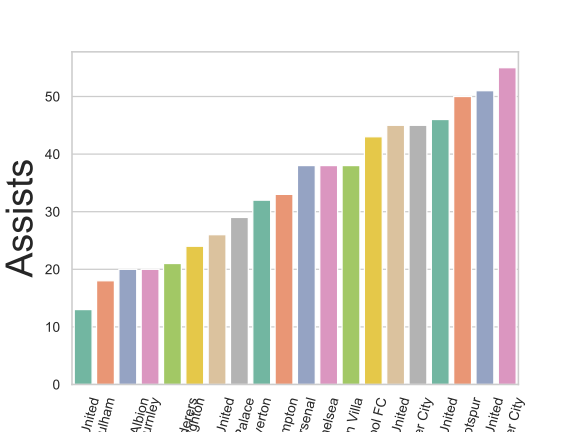 Assists
50
40
30
20
10
0
United
ulham
Albion
urnley
derers
ghton
United
Palace
verton
mpton
rsenal
helsea
n Villa
ool FC
United
er City
United
otspur
United
er City